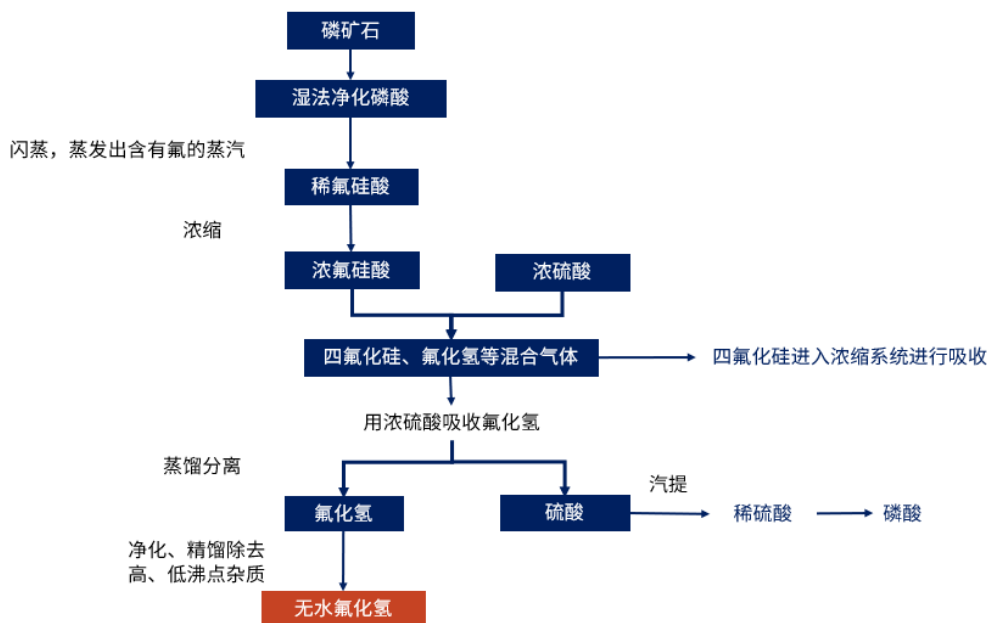 磷矿石
湿法净化磷酸
闪蒸，蒸发出含有氟的蒸汽
稀氟硅酸
浓缩
浓氟硅酸
浓硫酸
四氟化硅、氟化氢等混合气体
四氟化硅进入浓缩系统进行吸收
用浓硫酸吸收氟化氢
蒸馏分离
汽提
氟化氢
硫酸
稀硫酸
磷酸
净化、精馏除去
高、低沸点杂质
无水氟化氢